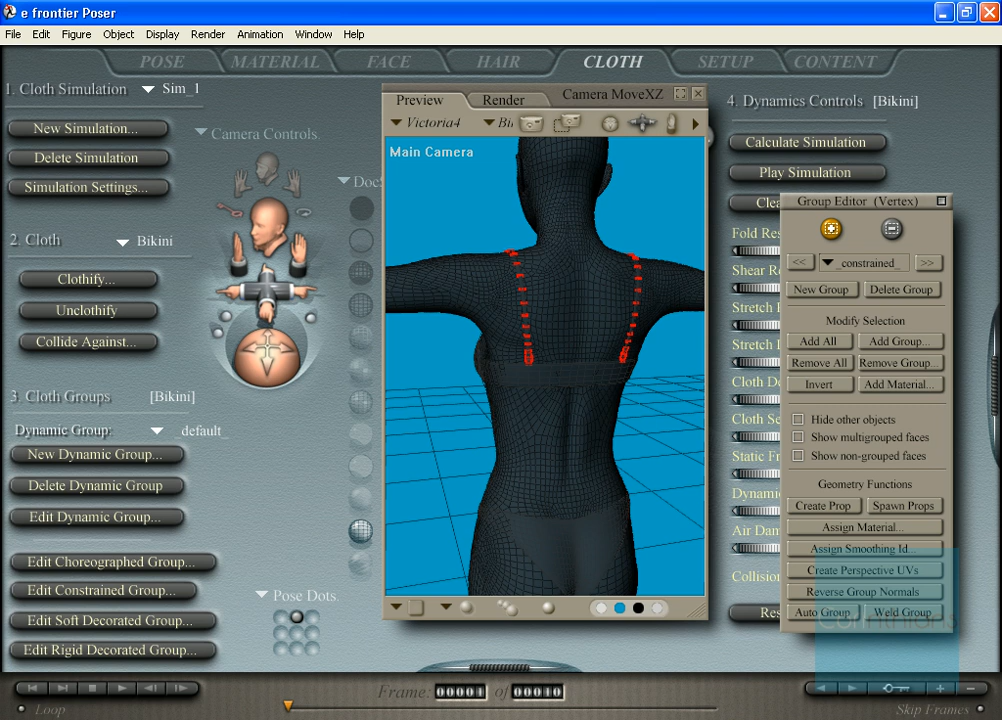 e frontier Poser
File Edit Figure Object Display Render Animation Window Help
POSE MATERIAL FACE HAIR CLOTH SETUP CONTENT
1. Cloth Simulation Sim_1
New Simulation...
Delete Simulation
Simulation Settings...
2. Cloth Bikini
Clothify...
Unclothify
Collide Against...
3. Cloth Groups [Bikini]
Dynamic Group: _default_
New Dynamic Group...
Delete Dynamic Group
Edit Dynamic Group...
Edit Choreographed Group...
Edit Constrained Group...
Edit Soft Decorated Group...
Edit Rigid Decorated Group...
Camera Controls.
Pose Dots.
Preview Render Camera MoveXZ
Victoria4
Main Camera
4. Dynamics Controls [Bikini]
Calculate Simulation
Play Simulation
Group Editor (Vertex)
<< _constrained_ >>
New Group Delete Group
Modify Selection
Add All Add Group...
Remove All Remove Group...
Invert Add Material...
Hide other objects
Show multigrouped faces
Show non-grouped faces
Geometry Functions
Create Prop Spawn Props
Assign Material...
Assign Smoothing Id...
Create Perspective UVs
Reverse Group Normals
Auto Group Weld Group
Frame: 00001 of 00010
Loop
Skip Frames